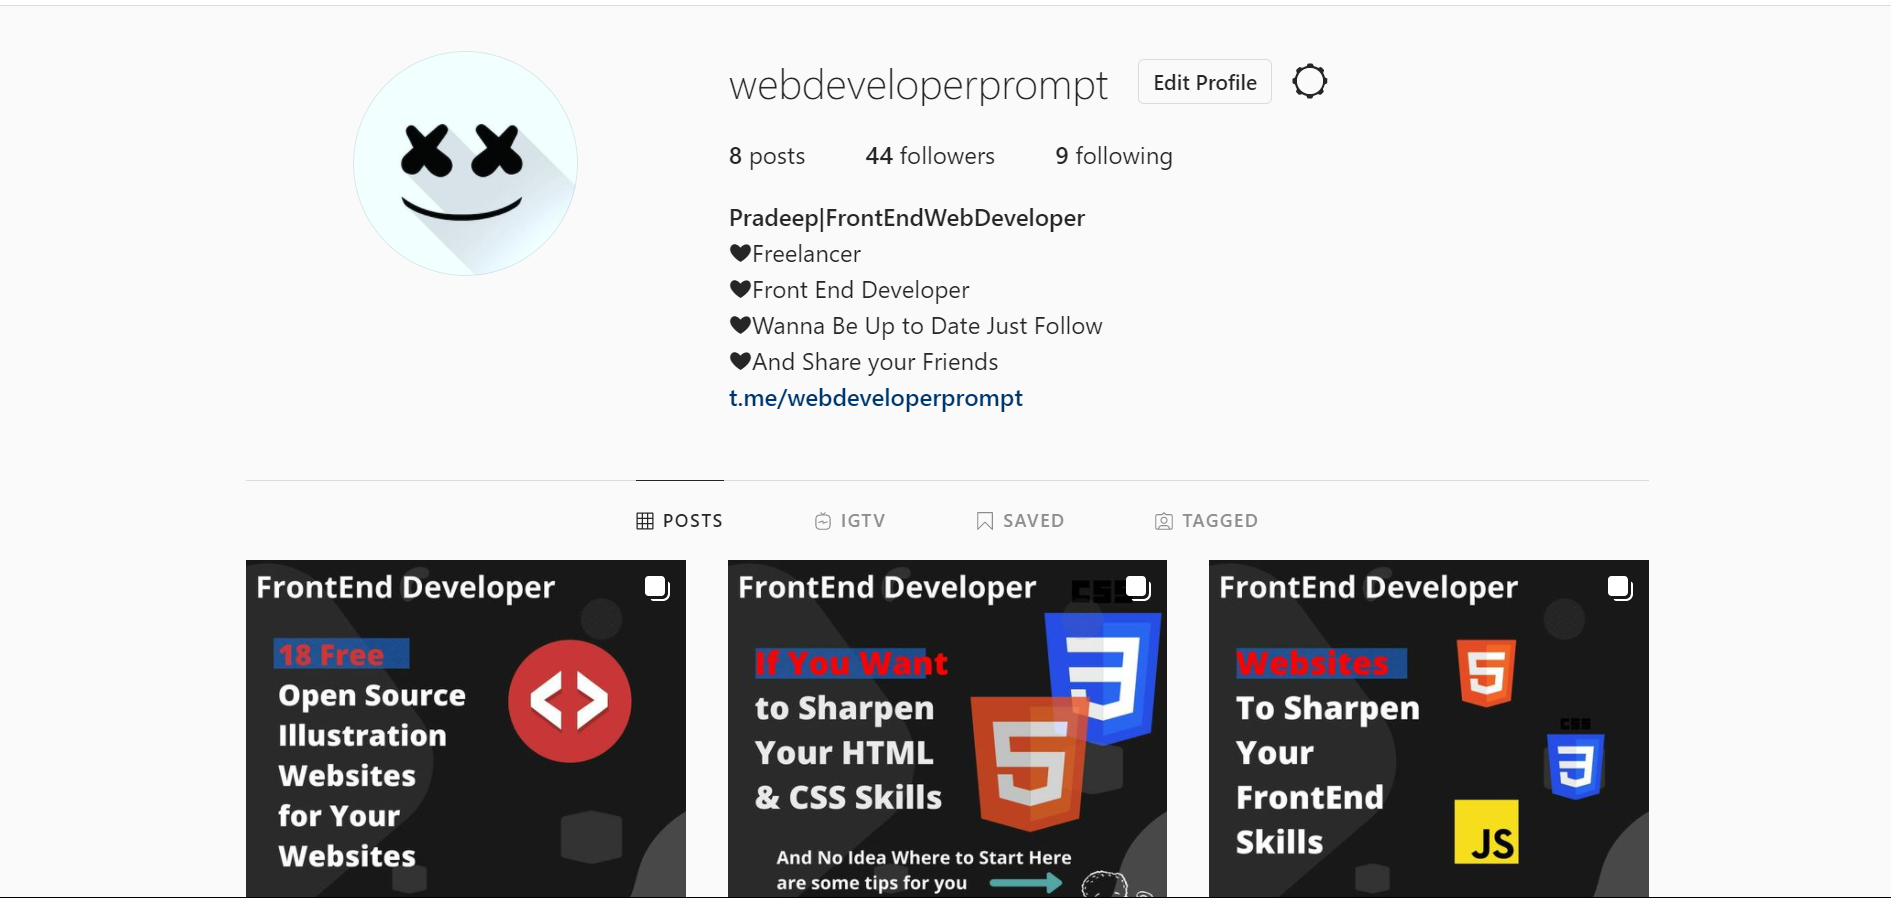 webdeveloperprompt
Edit Profile
8 posts
44 followers
9 following
Pradeep|FrontEndWebDeveloper
🖤Freelancer
🖤Front End Developer
🖤Wanna Be Up to Date Just Follow
🖤And Share your Friends
t.me/webdeveloperprompt
POSTS
IGTV
SAVED
TAGGED
FrontEnd Developer
18 Free
Open Source
Illustration
Websites
for Your
Websites
FrontEnd Developer
CSS
3
If You Want
to Sharpen
Your HTML
& CSS Skills
5
And No Idea Where to Start Here
are some tips for you
FrontEnd Developer
Websites
To Sharpen
Your
FrontEnd
Skills
5
CSS
3
JS